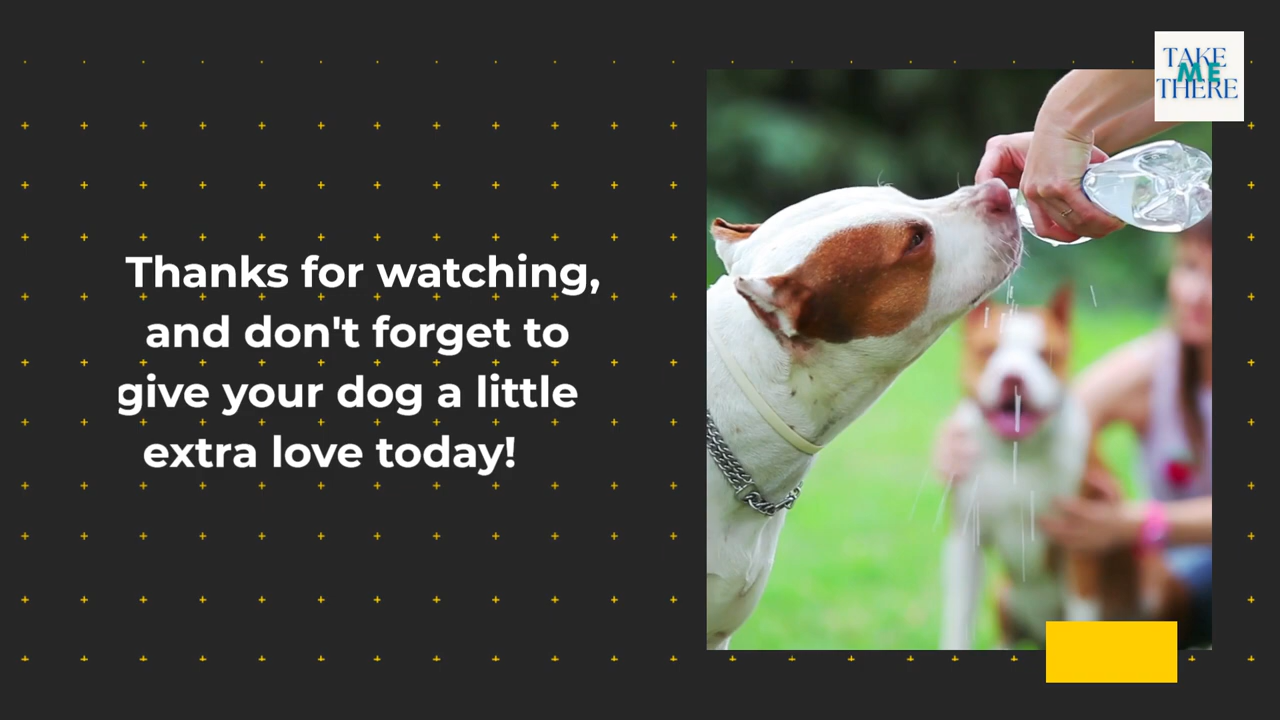 TAKE
ME
THERE
Thanks for watching,
and don't forget to
give your dog a little
extra love today!